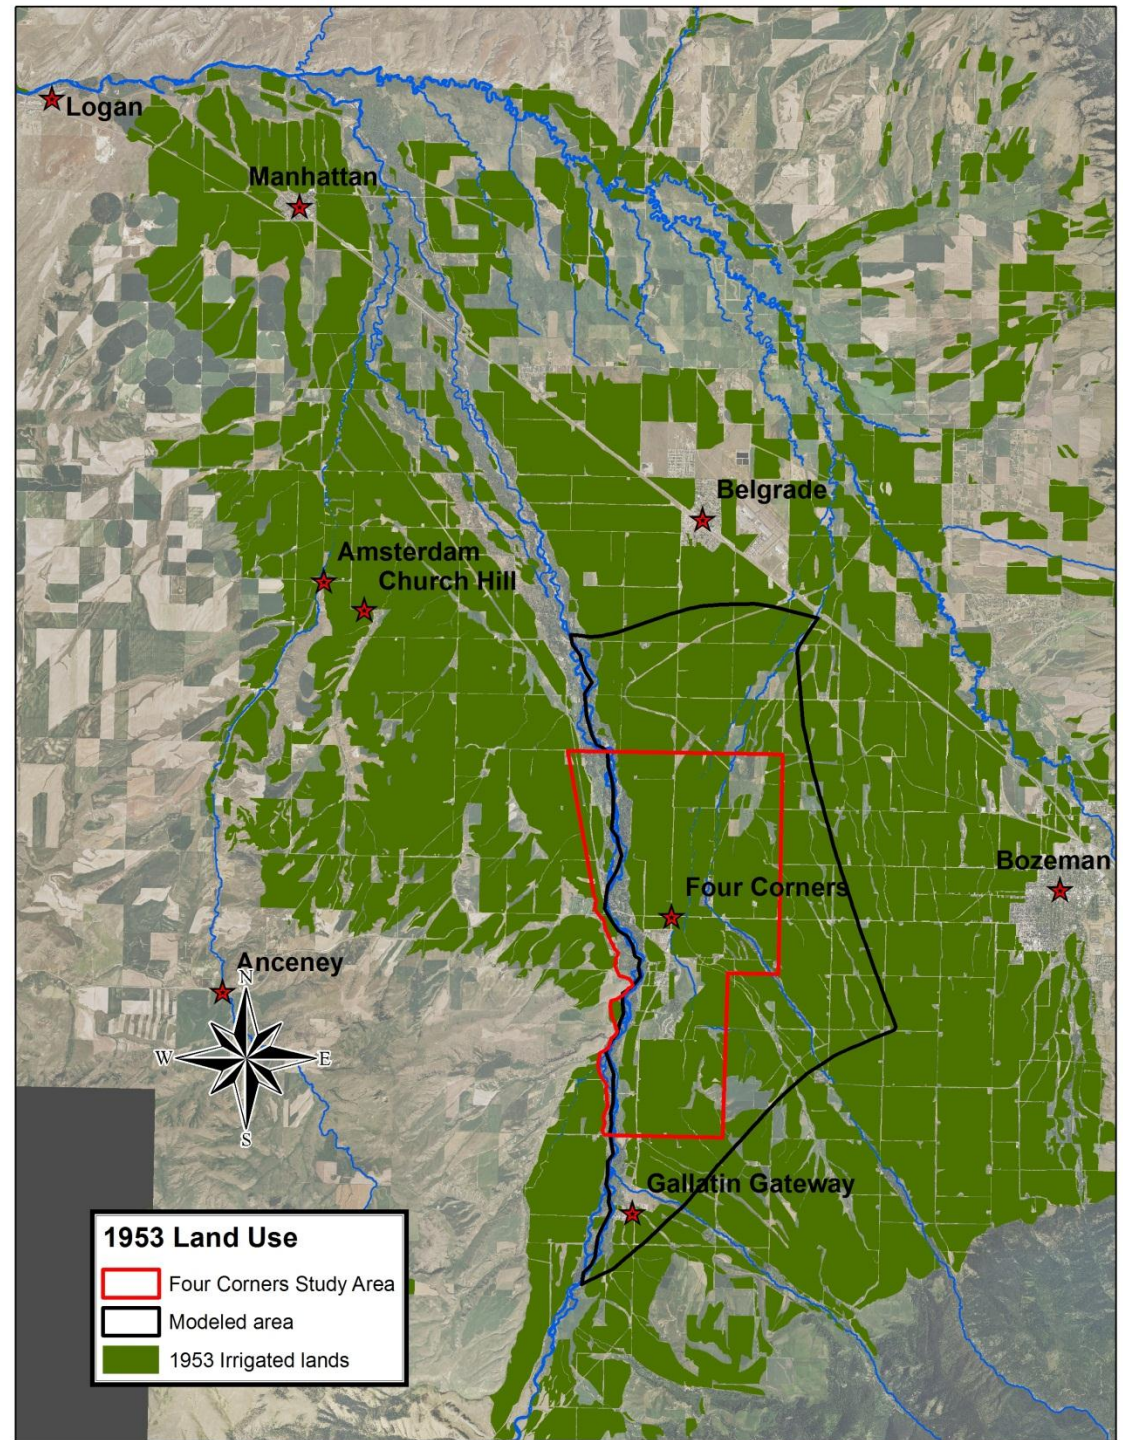 Logan
Manhattan
Belgrade
Amsterdam
Church Hill
Four Corners
Bozeman
Anceney
N
W
E
S
Gallatin Gateway
1953 Land Use
Four Corners Study Area
Modeled area
1953 Irrigated lands